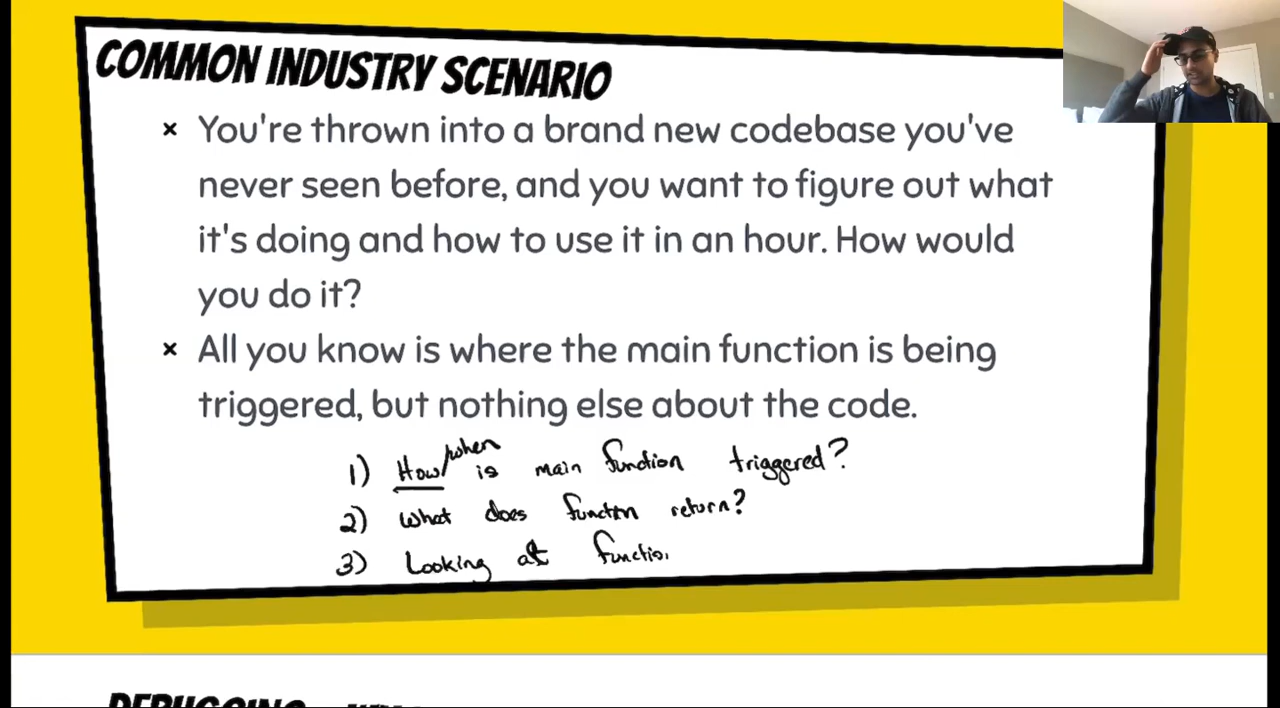 COMMON INDUSTRY SCENARIO
× You're thrown into a brand new codebase you've
never seen before, and you want to figure out what
it's doing and how to use it in an hour. How would
you do it?
× All you know is where the main function is being
triggered, but nothing else about the code.
1) How/when is main function triggered?
2) What does function return?
3) Looking at functio
DEBUGGING